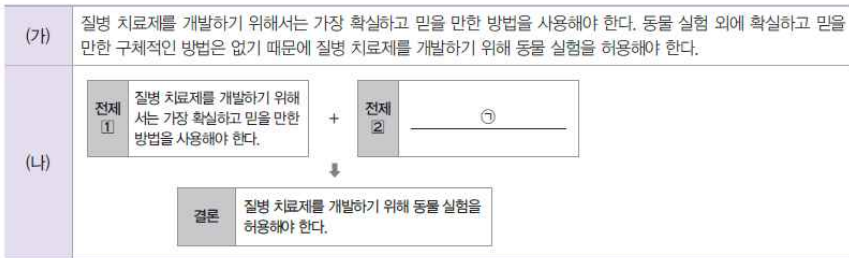 (가)
질병 치료제를 개발하기 위해서는 가장 확실하고 믿을 만한 방법을 사용해야 한다. 동물 실험 외에 확실하고 믿을
만한 구체적인 방법은 없기 때문에 질병 치료제를 개발하기 위해 동물 실험을 허용해야 한다.
(나)
전제
1
질병 치료제를 개발하기 위해
서는 가장 확실하고 믿을 만한
방법을 사용해야 한다.
+
전제
2
㉠
결론
질병 치료제를 개발하기 위해 동물 실험을
허용해야 한다.